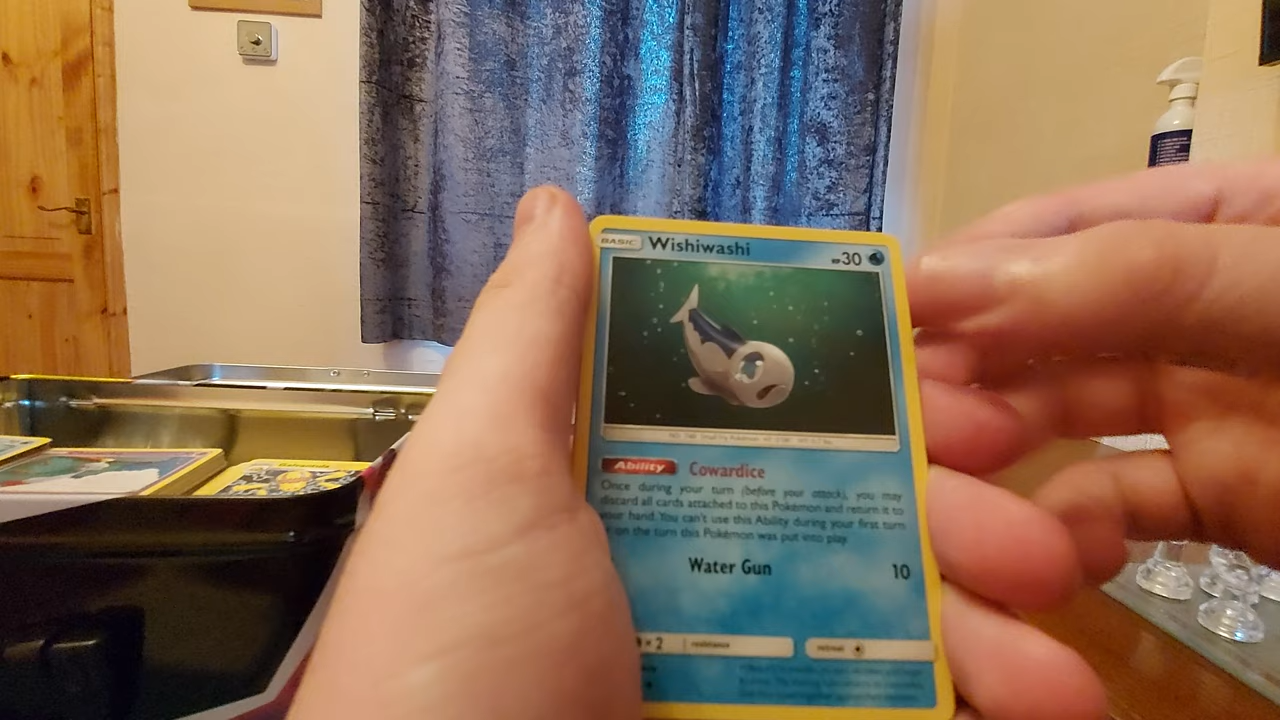 BASIC Wishiwashi HP30
Ability Cowardice
Once during your turn (before your attack), you may
discard all cards attached to this Pokémon and return it to
your hand. You can't use this Ability during your first turn
or on the turn this Pokémon was put into play.
Water Gun 10
×2 resistance retreat